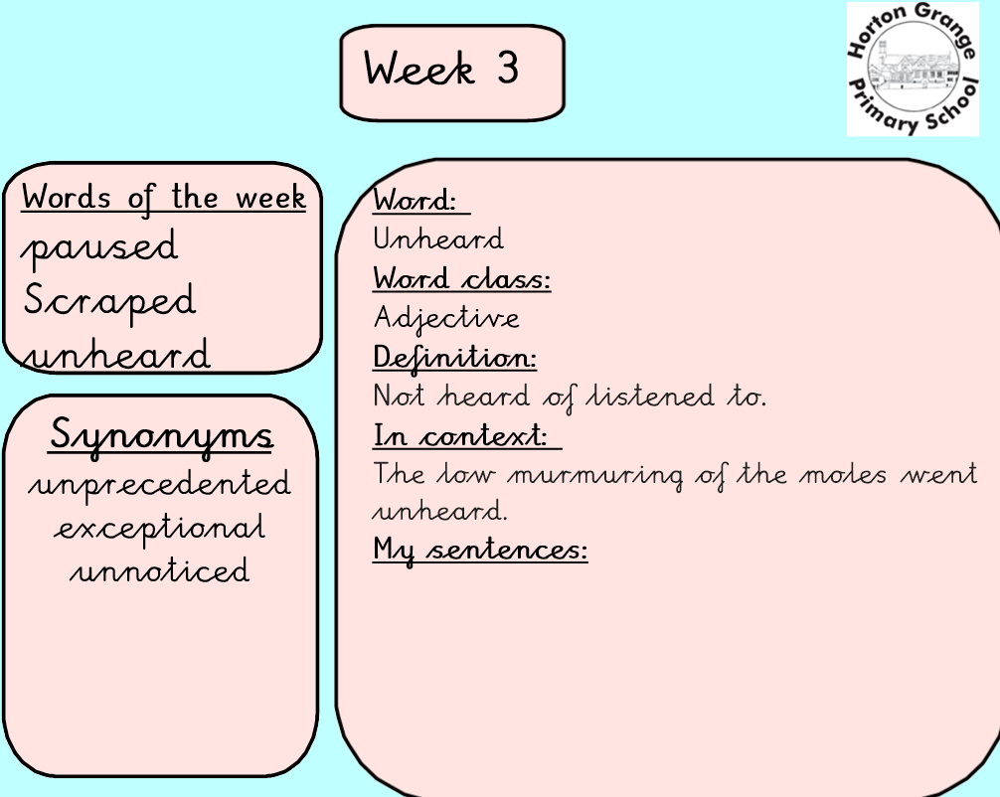 Week 3
Horton Grange
Primary School
Words of the week
paused
Scraped
unheard
Synonyms
unprecedented
exceptional
unnoticed
Word:
Unheard
Word class:
Adjective
Definition:
Not heard of listened to.
In context:
The low murmuring of the moles went
unheard.
My sentences: